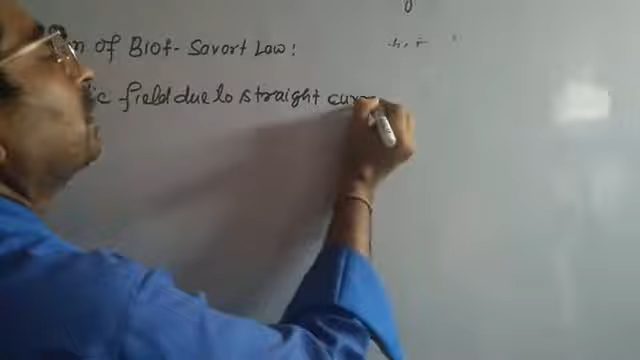 n of Biot-Savart Law:
ic field due to straight curr